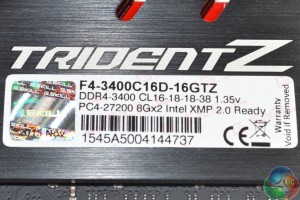 TRIDENTZ
F4-3400C16D-16GTZ
DDR4-3400 CL16-18-18-38 1.35v
PC4-27200 8Gx2 Intel XMP 2.0 Ready
1545A5004144737
Warranty
Void if Removed